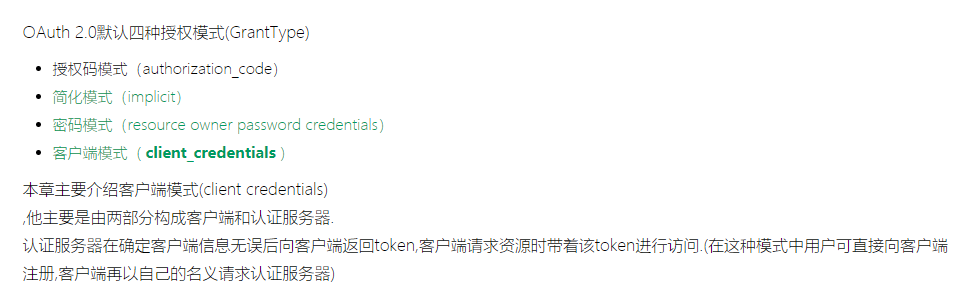 OAuth 2.0默认四种授权模式(GrantType)
授权码模式（authorization_code）
简化模式（implicit）
密码模式（resource owner password credentials）
客户端模式（ client_credentials ）
本章主要介绍客户端模式(client credentials)
,他主要是由两部分构成客户端和认证服务器.
认证服务器在确定客户端信息无误后向客户端返回token,客户端请求资源时带着该token进行访问.(在这种模式中用户可直接向客户端
注册,客户端再以自己的名义请求认证服务器)